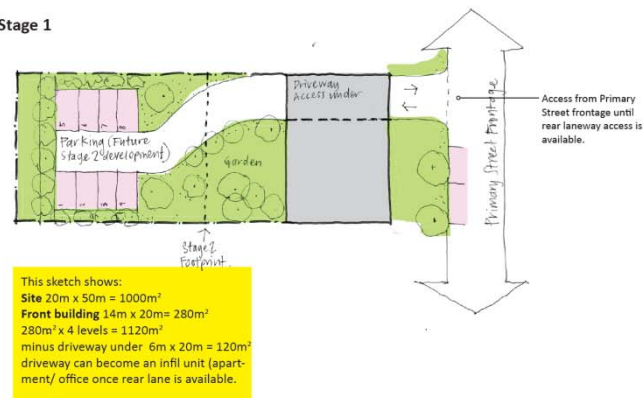 Stage 1
Driveway
Access under
Access from Primary
Street frontage until
rear laneway access is
available.
Primary Street Frontage
Parking (Future
Stage 2 development)
Garden
Stage 2
Footprint
This sketch shows:
Site 20m x 50m = 1000m²
Front building 14m x 20m= 280m²
280m² x 4 levels = 1120m²
minus driveway under 6m x 20m = 120m²
driveway can become an infil unit (apart-
ment/ office once rear lane is available.